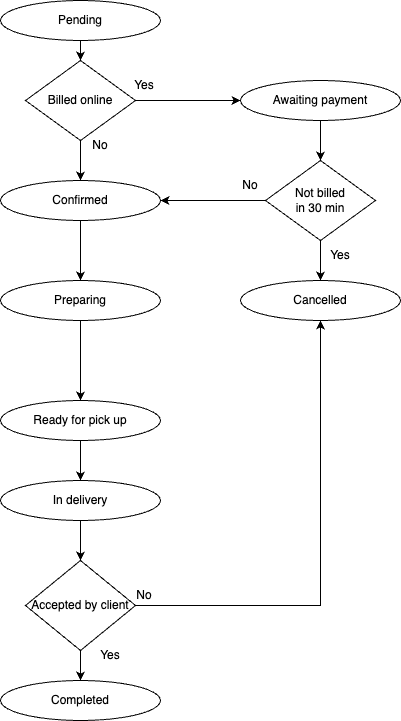 Pending
Yes
Billed online
Awaiting payment
No
Confirmed
No
Not billed
in 30 min
Yes
Preparing
Cancelled
Ready for pick up
In delivery
Accepted by client
No
Yes
Completed